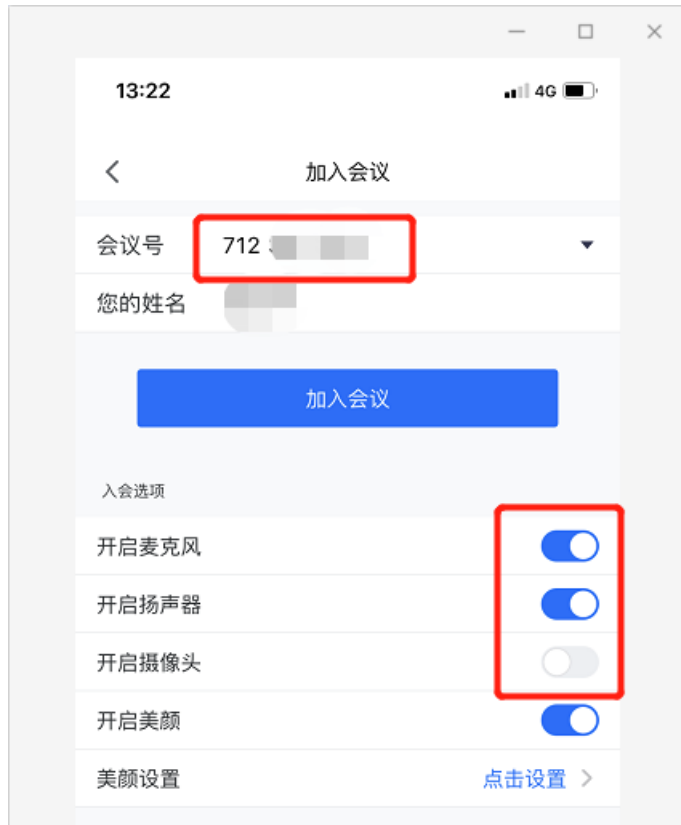 13:22
4G
加入会议
会议号 712
您的姓名
加入会议
入会选项
开启麦克风
开启扬声器
开启摄像头
开启美颜
美颜设置 点击设置